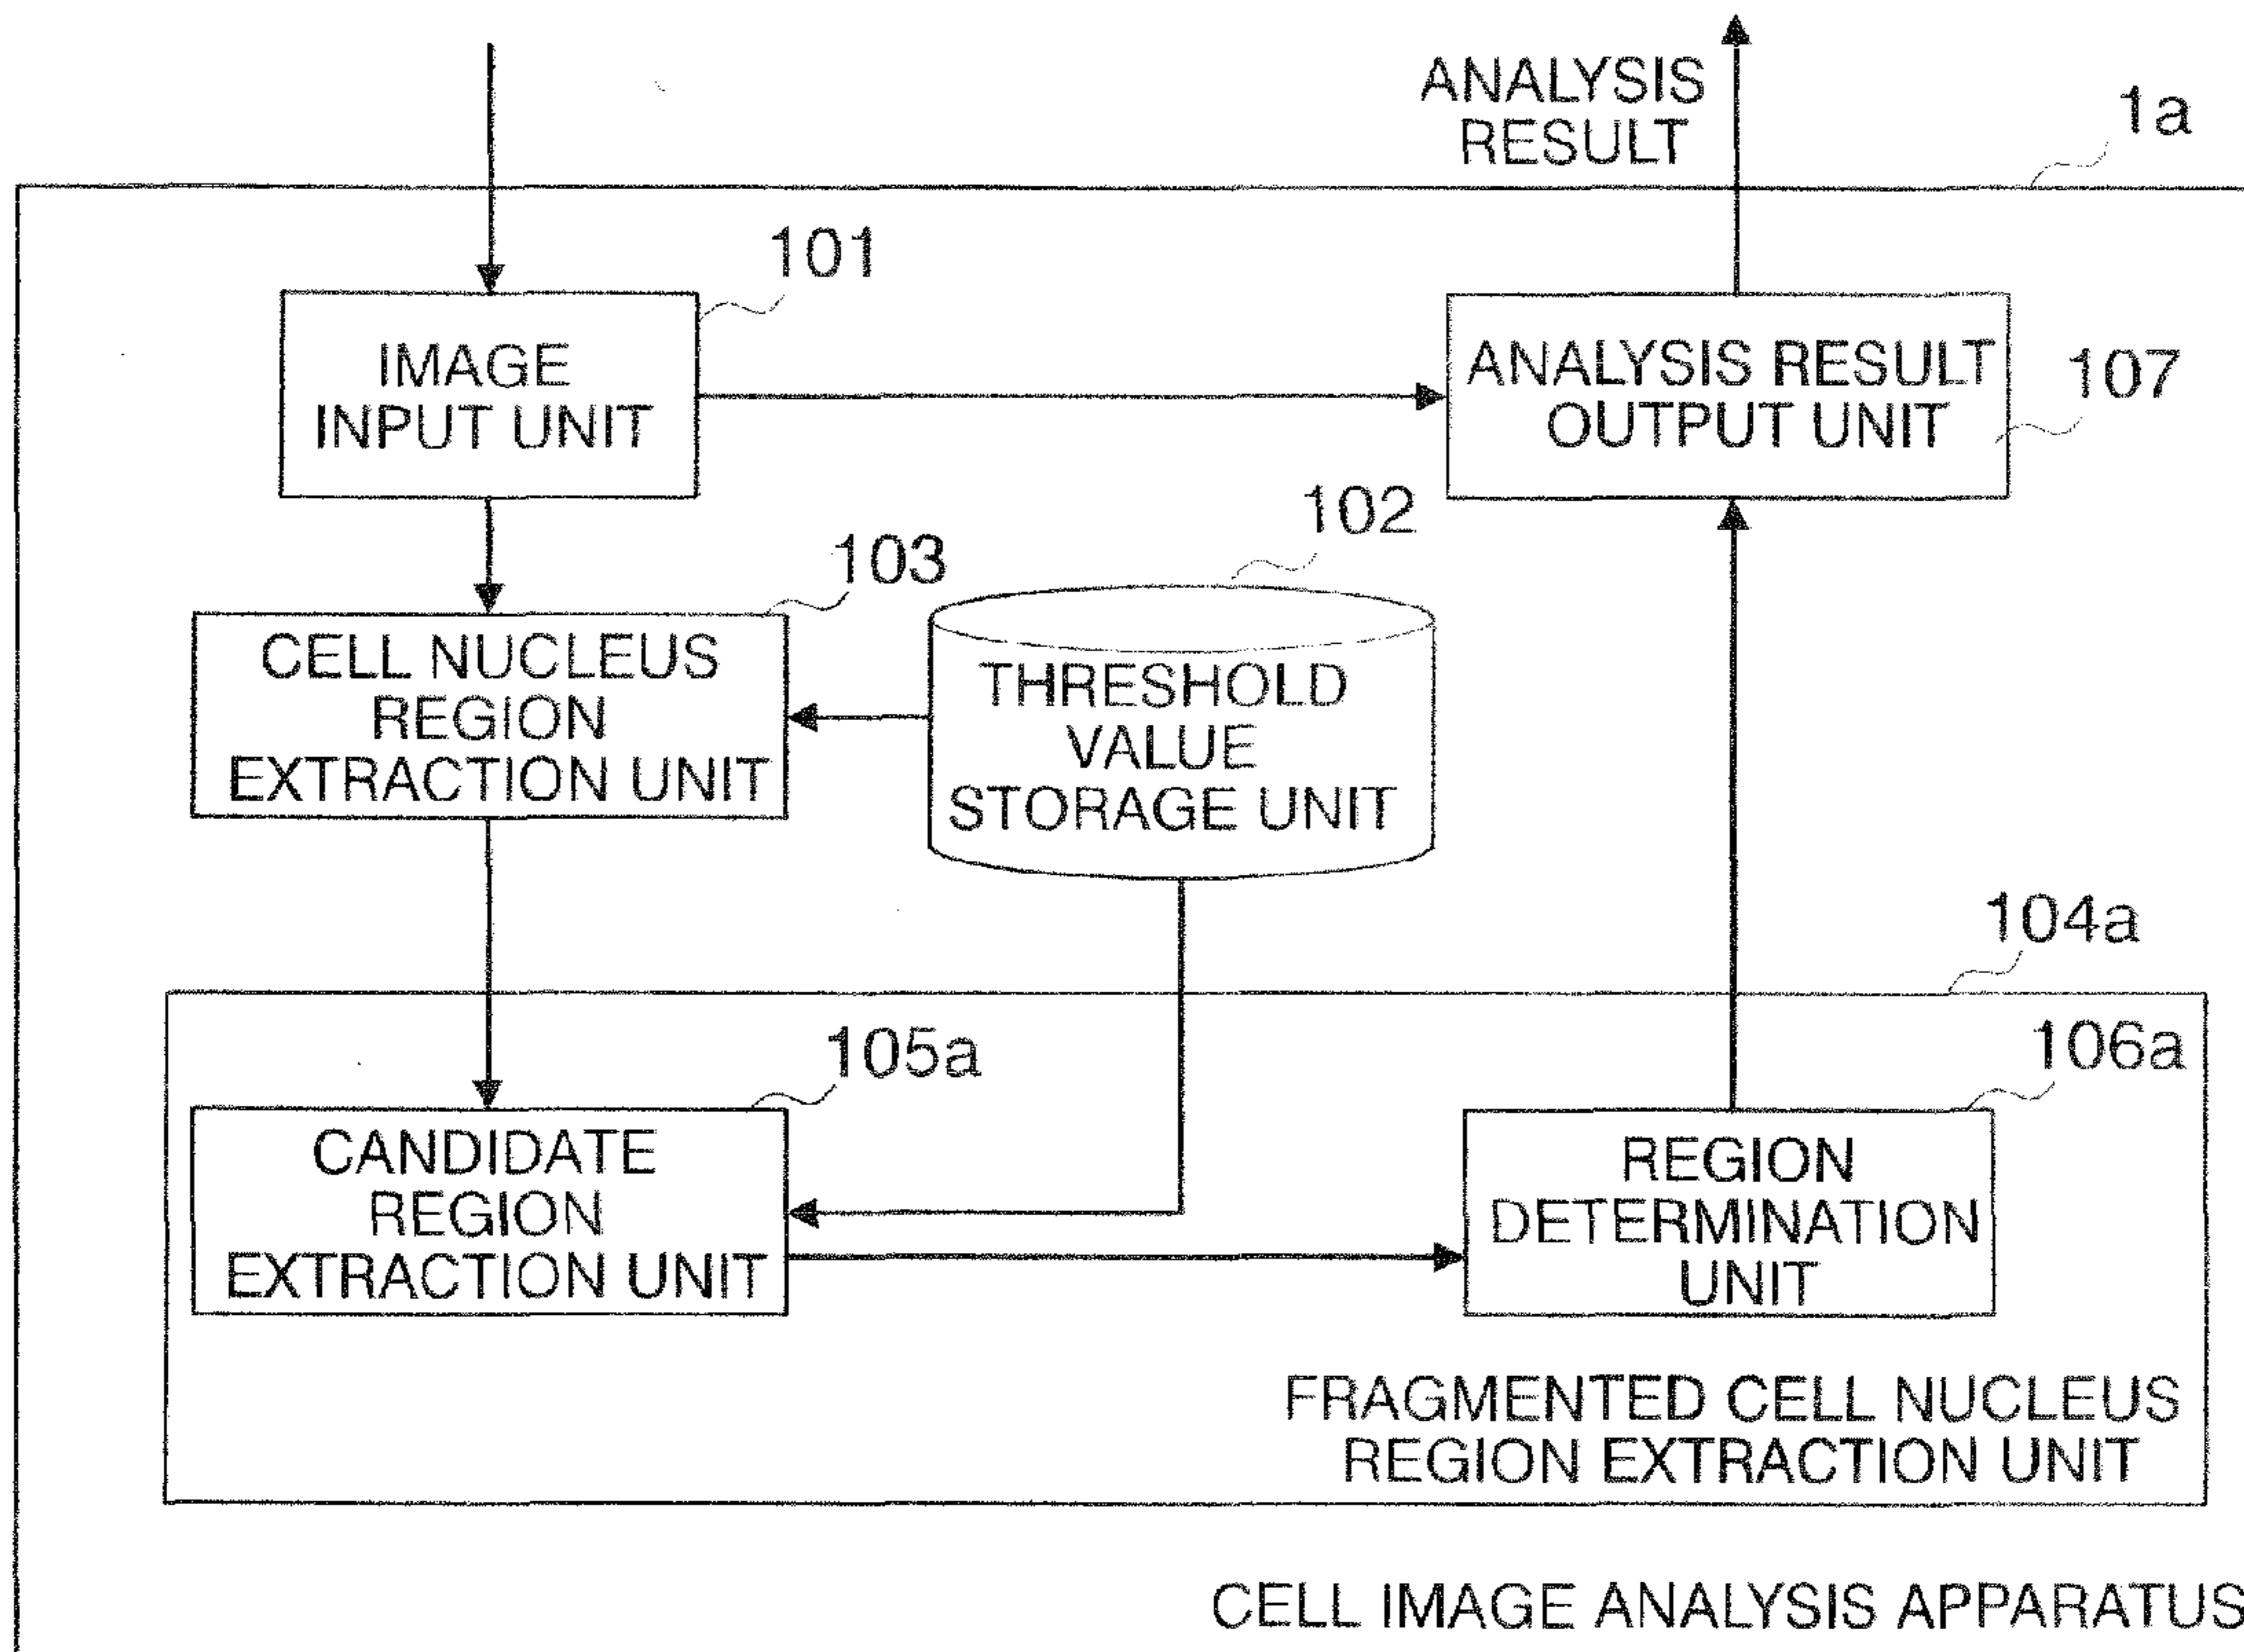 ANALYSIS
RESULT
1a
101
IMAGE
INPUT UNIT
ANALYSIS RESULT
OUTPUT UNIT
107
102
103
CELL NUCLEUS
REGION
EXTRACTION UNIT
THRESHOLD
VALUE
STORAGE UNIT
104a
105a
106a
CANDIDATE
REGION
EXTRACTION UNIT
REGION
DETERMINATION
UNIT
FRAGMENTED CELL NUCLEUS
REGION EXTRACTION UNIT
CELL IMAGE ANALYSIS APPARATUS